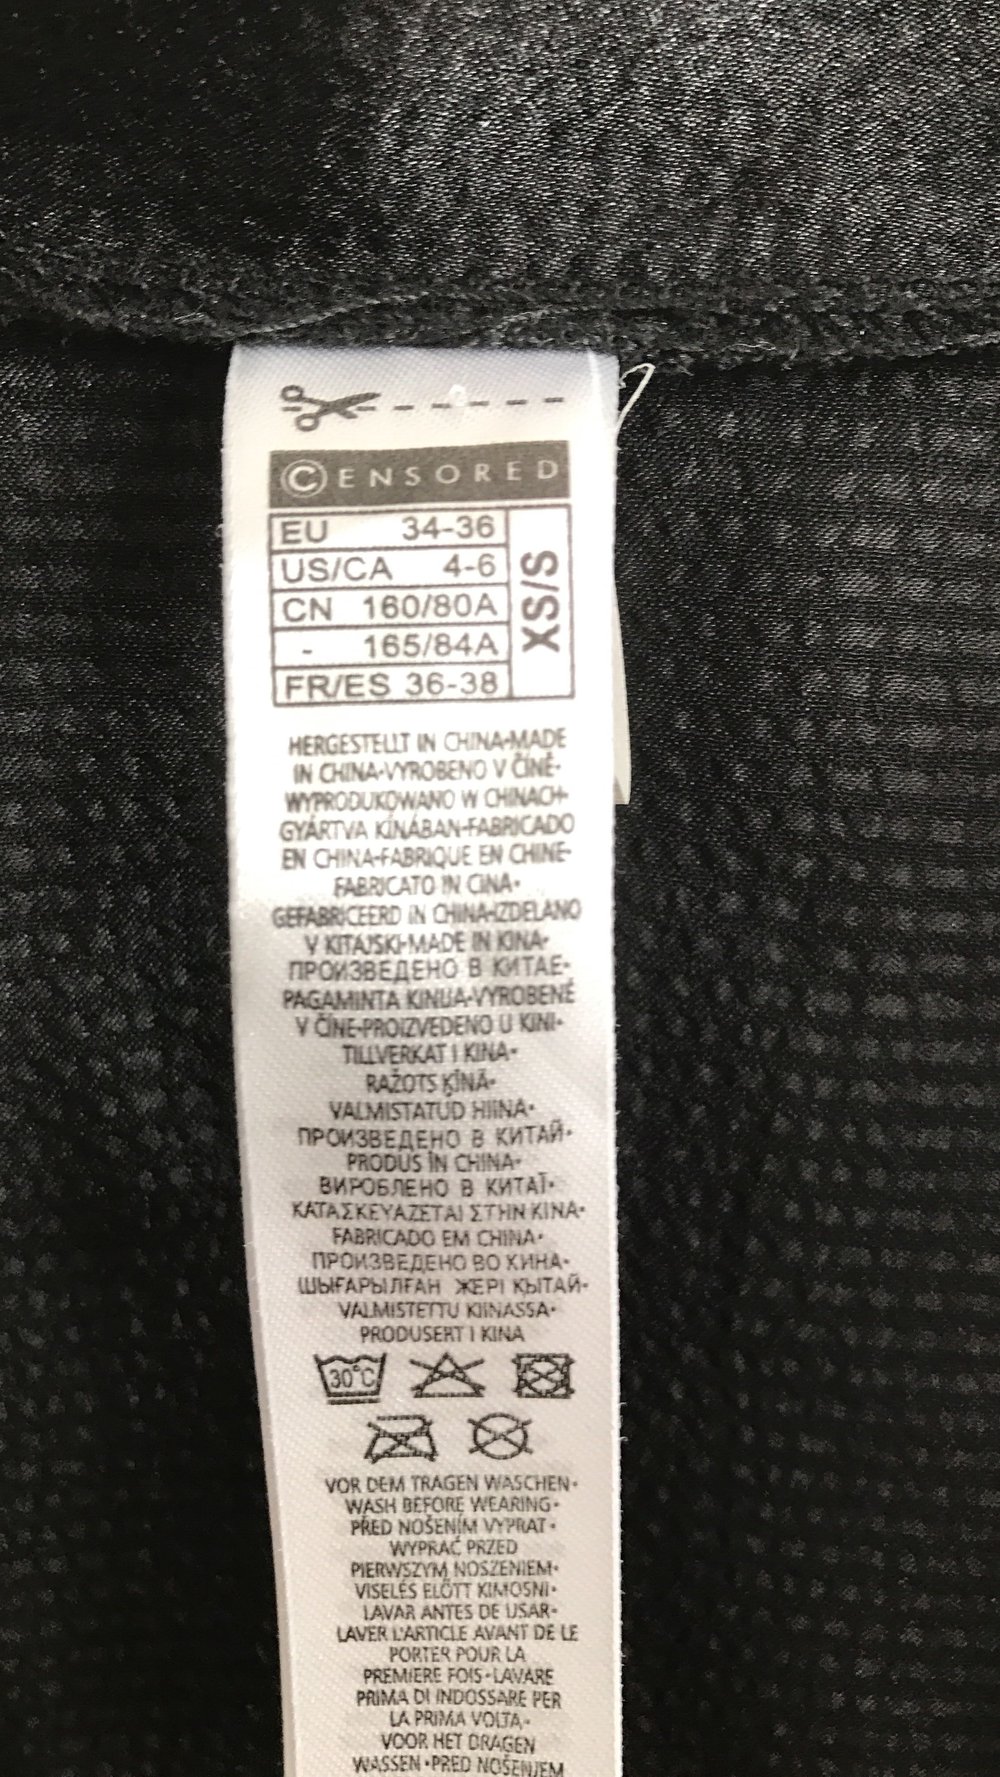 ©ENSORED
EU 34-36
US/CA 4-6
CN 160/80A
- 165/84A
FR/ES 36-38
XS/S
HERGESTELLT IN CHINA•MADE
IN CHINA•VYROBENO V ČÍNĚ•
WYPRODUKOWANO W CHINACH•
GYÁRTVA KÍNÁBAN•FABRICADO
EN CHINA•FABRIQUE EN CHINE•
FABRICATO IN CINA•
GEFABRICEERD IN CHINA•IZDELANO
V KITAJSKI•MADE IN KINA•
ПРОИЗВЕДЕНО В КИТАЕ•
PAGAMINTA KINIJA•VYROBENÉ
V ČÍNE•PROIZVEDENO U KINI•
TILLVERKAT I KINA•
RAŽOTS ĶĪNĀ•
VALMISTATUD HIINA•
ПРОИЗВЕДЕНО В КИТАЙ•
PRODUS ÎN CHINA•
ВИРОБЛЕНО В КИТАЇ•
ΚΑΤΑΣΚΕΥΑΖΕΤΑΙ ΣΤΗΝ ΚΙΝΑ•
FABRICADO EM CHINA•
ПРОИЗВЕДЕНО ВО КИНА•
ШЫҒАРЫЛҒАН ЖЕРІ ҚЫТАЙ•
VALMISTETTU KIINASSA•
PRODUSERT I KINA
30°C
VOR DEM TRAGEN WASCHEN•
WASH BEFORE WEARING•
PŘED NOŠENÍM VYPRAT•
WYPRAĆ PRZED
PIERWSZYM NOSZENIEM•
VISELÉS ELŐTT KIMOSNI•
LAVAR ANTES DE USAR•
LAVER L'ARTICLE AVANT DE LE
PORTER POUR LA
PREMIERE FOIS•LAVARE
PRIMA DI INDOSSARE PER
LA PRIMA VOLTA•
VOOR HET DRAGEN
WASSEN•PRED NOŠENJEM